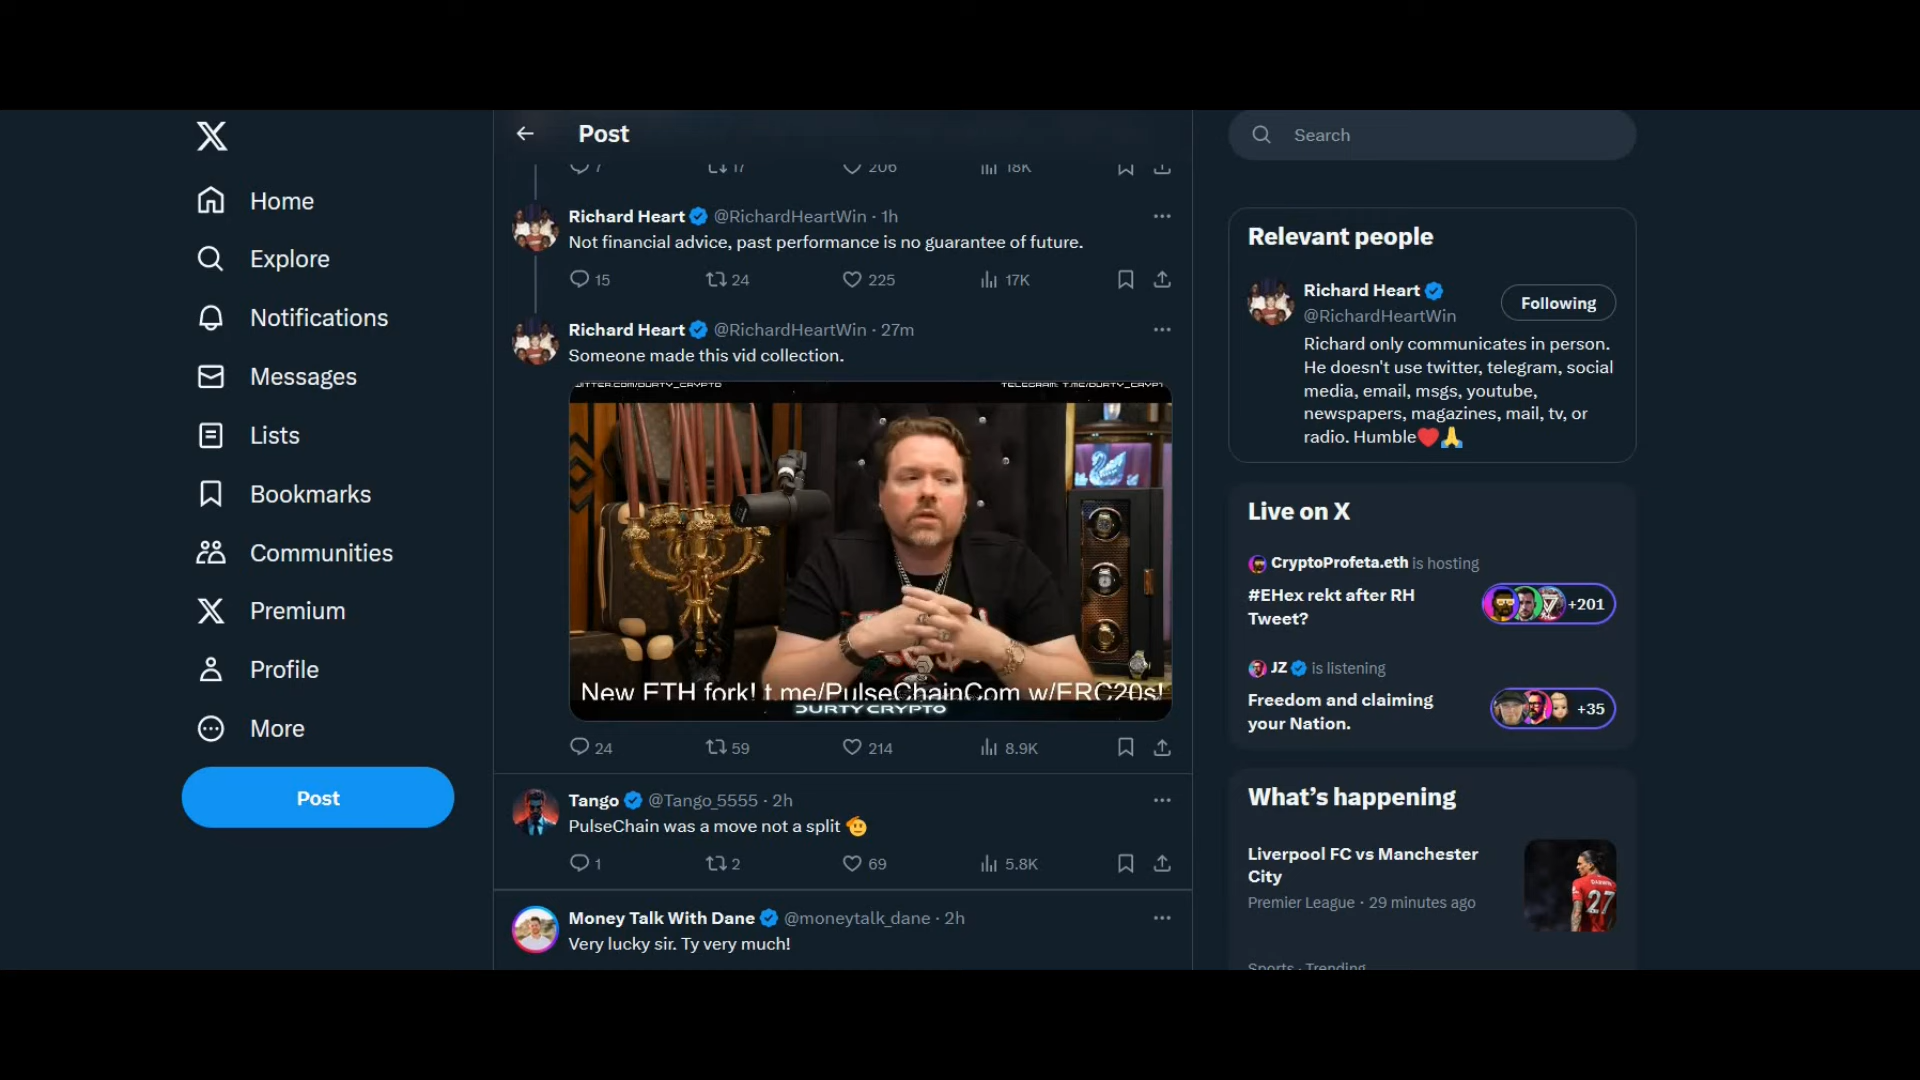 Home
Explore
Notifications
Messages
Lists
Bookmarks
Communities
Premium
Profile
More
Post
Post
7 17 206 18K
Richard Heart @RichardHeartWin · 1h
Not financial advice, past performance is no guarantee of future.
15 24 225 17K
Richard Heart @RichardHeartWin · 27m
Someone made this vid collection.
New ETH fork! t.me/PulseChainCom w/ERC20s!
DURTY CRYPTO
24 59 214 8.9K
Tango @Tango_5555 · 2h
PulseChain was a move not a split
1 2 69 5.8K
Money Talk With Dane @moneytalk_dane · 2h
Very lucky sir. Ty very much!
Search
Relevant people
Richard Heart
@RichardHeartWin
Following
Richard only communicates in person.
He doesn't use twitter, telegram, social
media, email, msgs, youtube,
newspapers, magazines, mail, tv, or
radio. Humble
Live on X
CryptoProfeta.eth is hosting
#EHex rekt after RH
Tweet?
+201
JZ is listening
Freedom and claiming
your Nation.
+35
What's happening
Liverpool FC vs Manchester
City
Premier League · 29 minutes ago
Sports · Trending